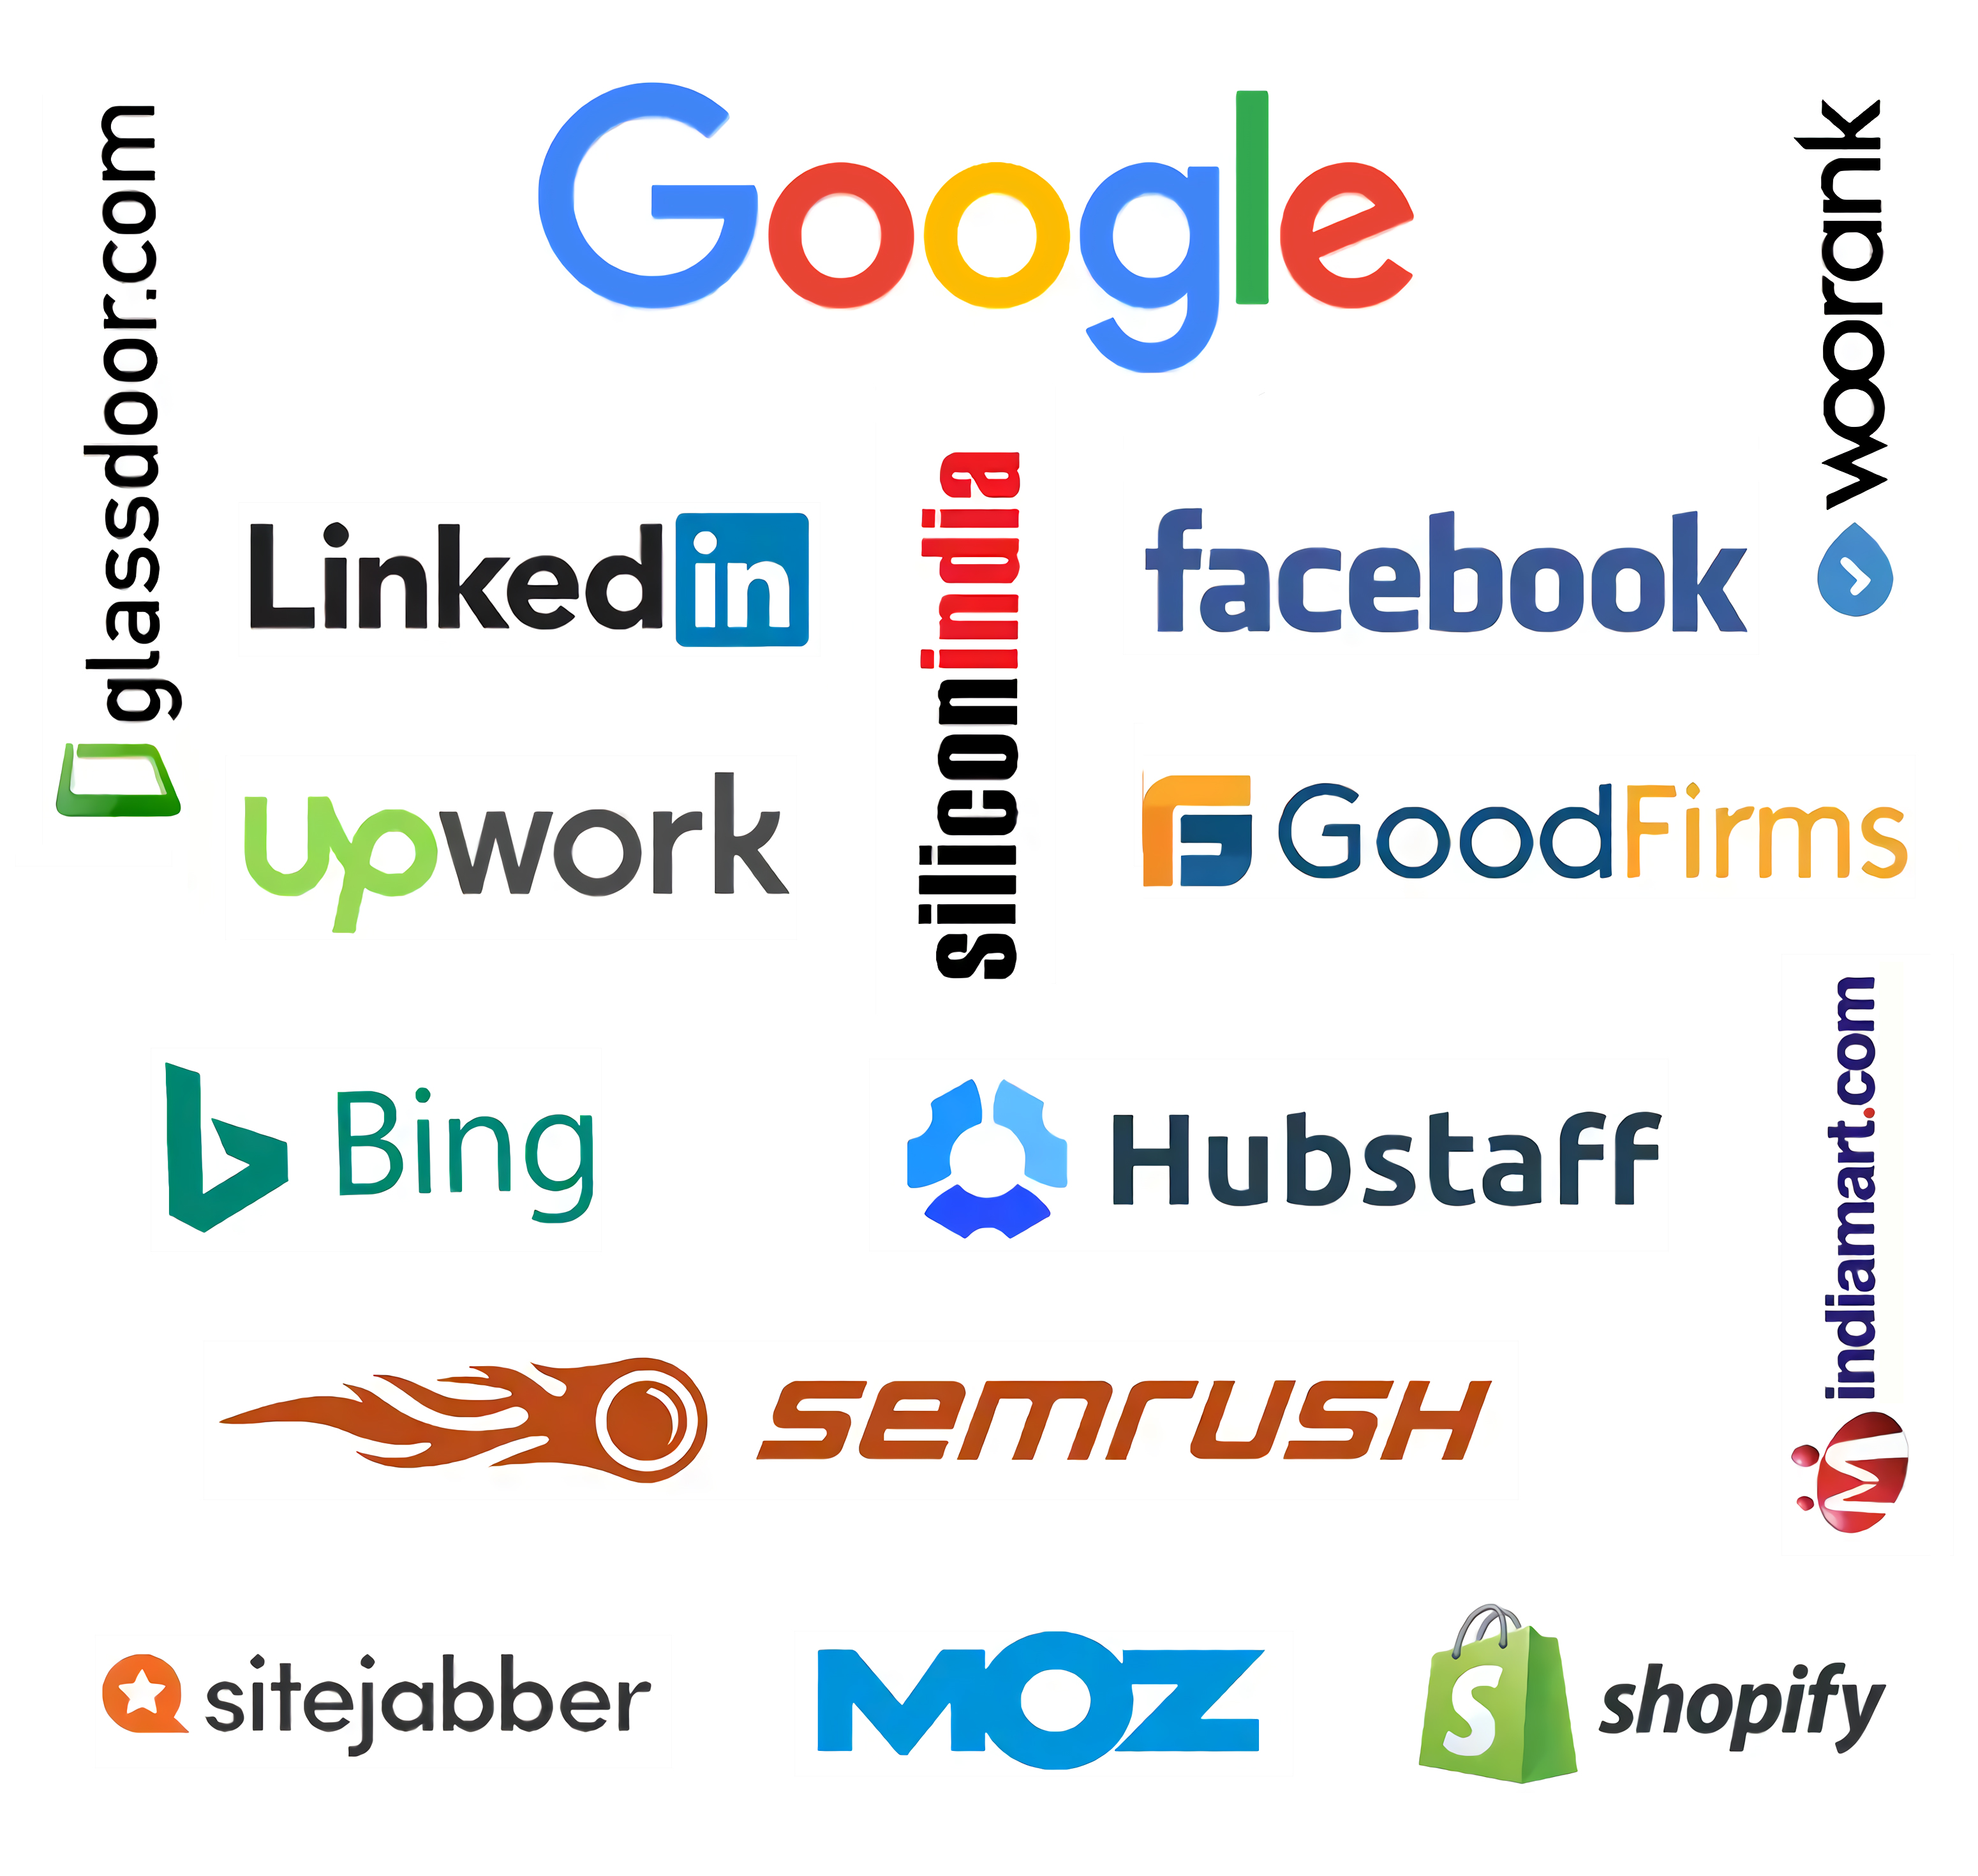 Google
glassdoor.com
woorank
Linkedin
siliconindia
facebook
upwork
GoodFirms
Bing
Hubstaff
indiamart.com
semrush
sitejabber
MOZ
shopify